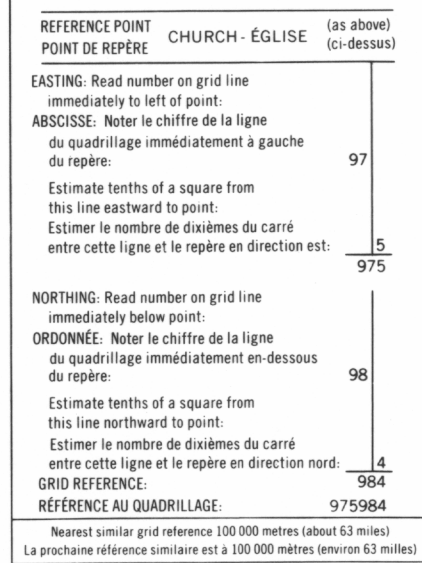 REFERENCE POINT
POINT DE REPÈRE
CHURCH - ÉGLISE
(as above)
(ci-dessus)
EASTING: Read number on grid line
immediately to left of point:
ABSCISSE: Noter le chiffre de la ligne
du quadrillage immédiatement à gauche
du repère: 97
Estimate tenths of a square from
this line eastward to point:
Estimer le nombre de dixièmes du carré
entre cette ligne et le repère en direction est: 5
975
NORTHING: Read number on grid line
immediately below point:
ORDONNÉE: Noter le chiffre de la ligne
du quadrillage immédiatement en-dessous
du repère: 98
Estimate tenths of a square from
this line northward to point:
Estimer le nombre de dixièmes du carré
entre cette ligne et le repère en direction nord: 4
GRID REFERENCE: 984
RÉFÉRENCE AU QUADRILLAGE: 975984
Nearest similar grid reference 100 000 metres (about 63 miles)
La prochaine référence similaire est à 100 000 mètres (environ 63 milles)